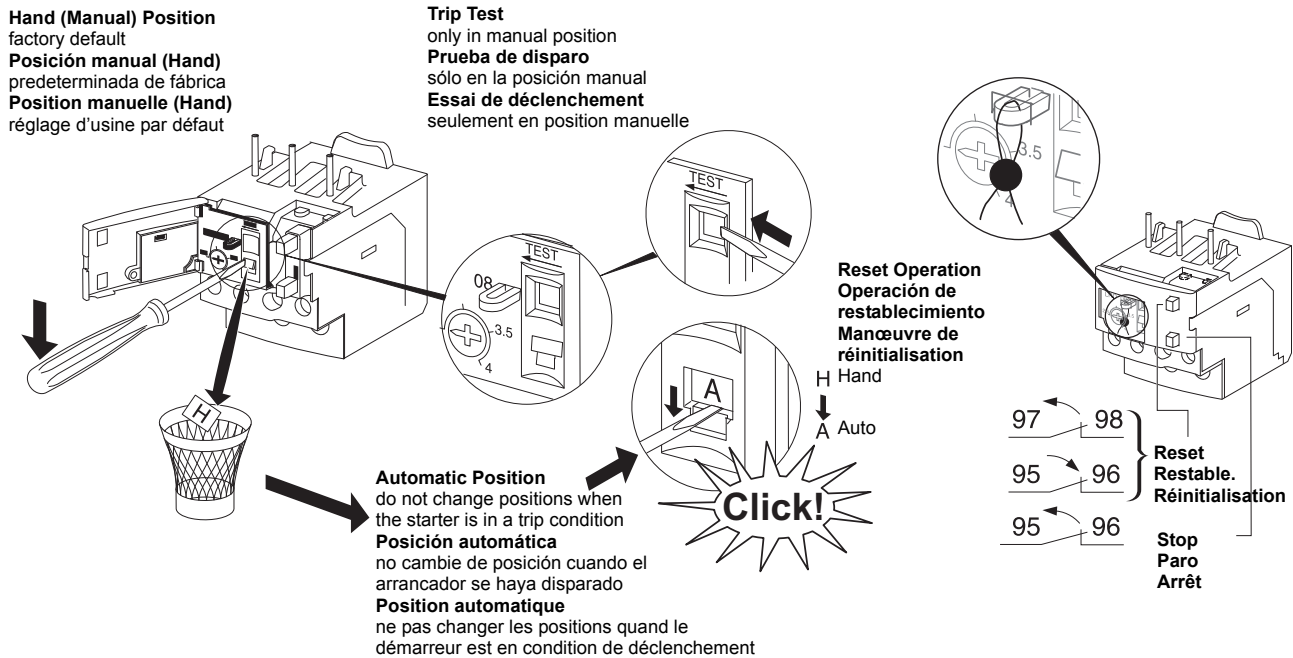 Hand (Manual) Position
factory default
Posición manual (Hand)
predeterminada de fábrica
Position manuelle (Hand)
réglage d'usine par défaut
Trip Test
only in manual position
Prueba de disparo
sólo en la posición manual
Essai de déclenchement
seulement en position manuelle
TEST
TEST
08
3.5
4
3.5
4
H
A
Reset Operation
Operación de
restablecimiento
Manœuvre de
réinitialisation
H Hand
A Auto
Click!
Automatic Position
do not change positions when
the starter is in a trip condition
Posición automática
no cambie de posición cuando el
arrancador se haya disparado
Position automatique
ne pas changer les positions quand le
démarreur est en condition de déclenchement
97 98
95 96
95 96
Reset
Restable.
Réinitialisation
Stop
Paro
Arrêt